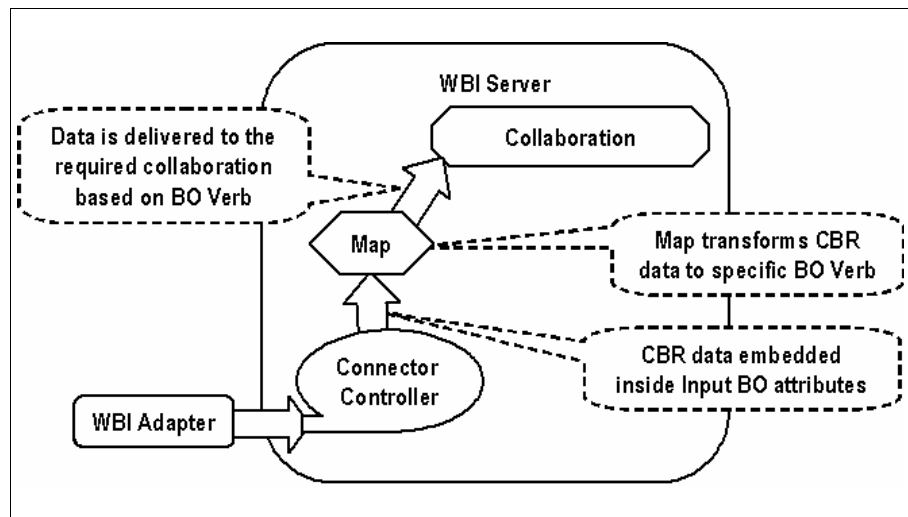 WBI Server
Data is delivered to the
required collaboration
based on BO Verb
Collaboration
Map
Map transforms CBR
data to specific BO Verb
Connector
Controller
CBR data embedded
inside Input BO attributes
WBI Adapter